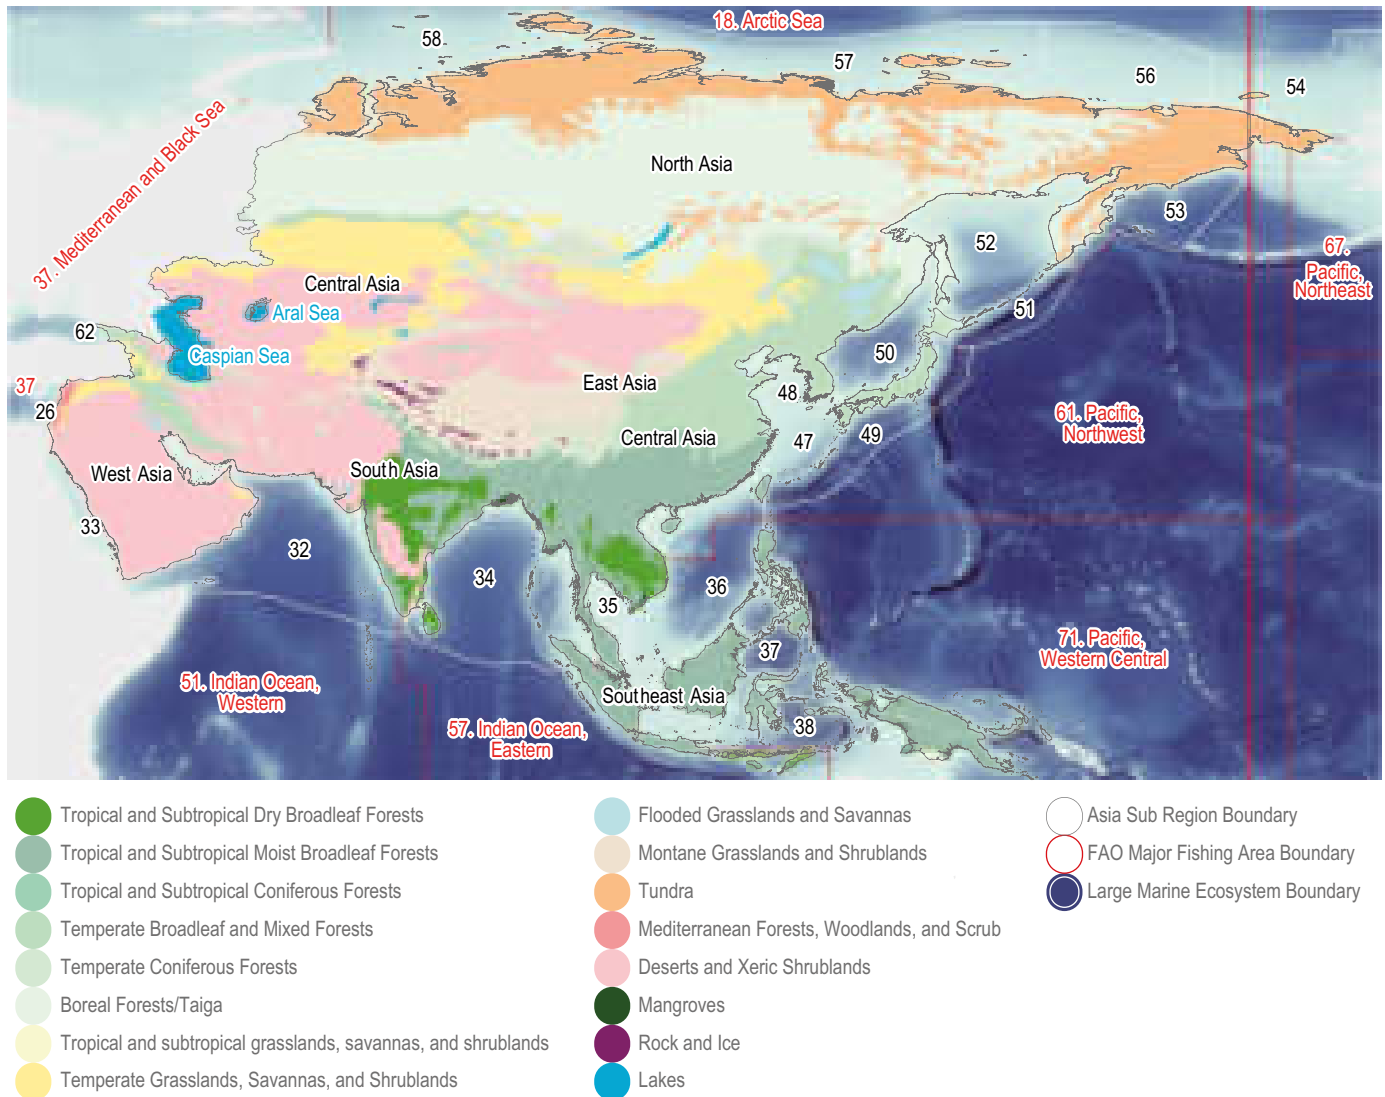 18. Arctic Sea
58
57
56
54
37. Mediterranean and Black Sea
North Asia
53
52
67.
Pacific,
Northeast
Central Asia
Aral Sea
51
62
Caspian Sea
50
East Asia
37
48
26
61. Pacific,
Northwest
Central Asia
49
47
West Asia
South Asia
33
32
34
36
35
37
71. Pacific,
Western Central
51. Indian Ocean,
Western
Southeast Asia
38
57. Indian Ocean,
Eastern
Tropical and Subtropical Dry Broadleaf Forests
Tropical and Subtropical Moist Broadleaf Forests
Tropical and Subtropical Coniferous Forests
Temperate Broadleaf and Mixed Forests
Temperate Coniferous Forests
Boreal Forests/Taiga
Tropical and subtropical grasslands, savannas, and shrublands
Temperate Grasslands, Savannas, and Shrublands
Flooded Grasslands and Savannas
Montane Grasslands and Shrublands
Tundra
Mediterranean Forests, Woodlands, and Scrub
Deserts and Xeric Shrublands
Mangroves
Rock and Ice
Lakes
Asia Sub Region Boundary
FAO Major Fishing Area Boundary
Large Marine Ecosystem Boundary